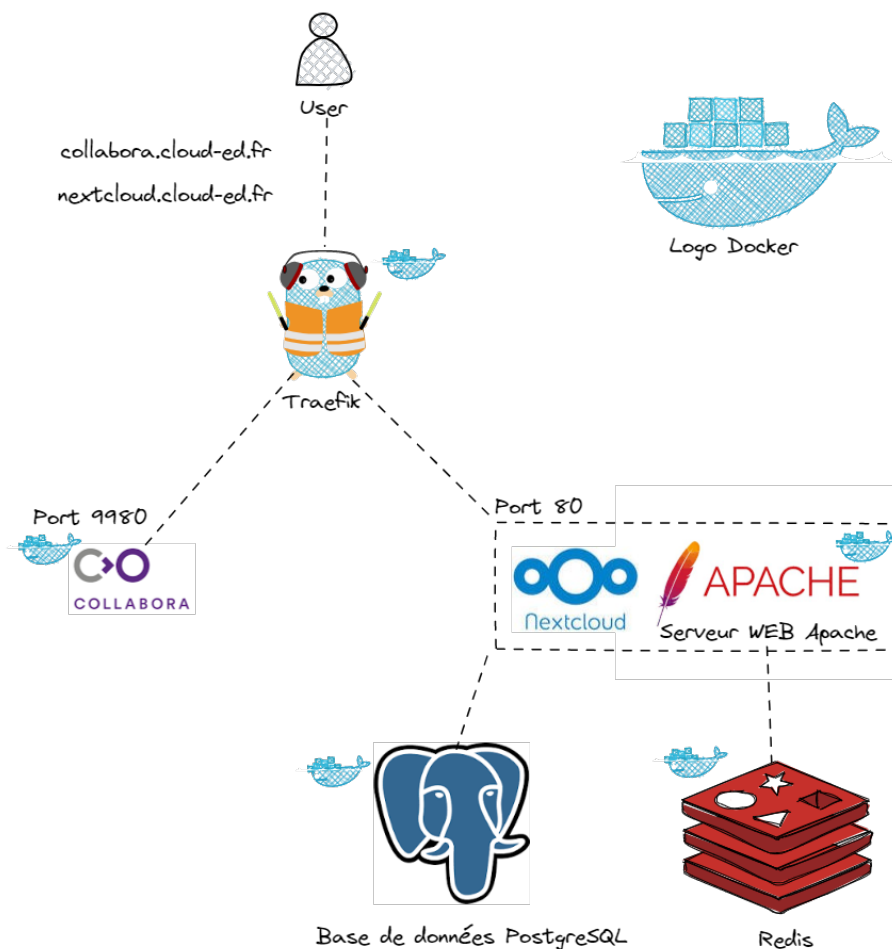 User
collabora.cloud-ed.fr
nextcloud.cloud-ed.fr
Logo Docker
Traefik
Port 9980
COLLABORA
Port 80
Nextcloud
APACHE
Serveur WEB Apache
Base de données PostgreSQL
Redis